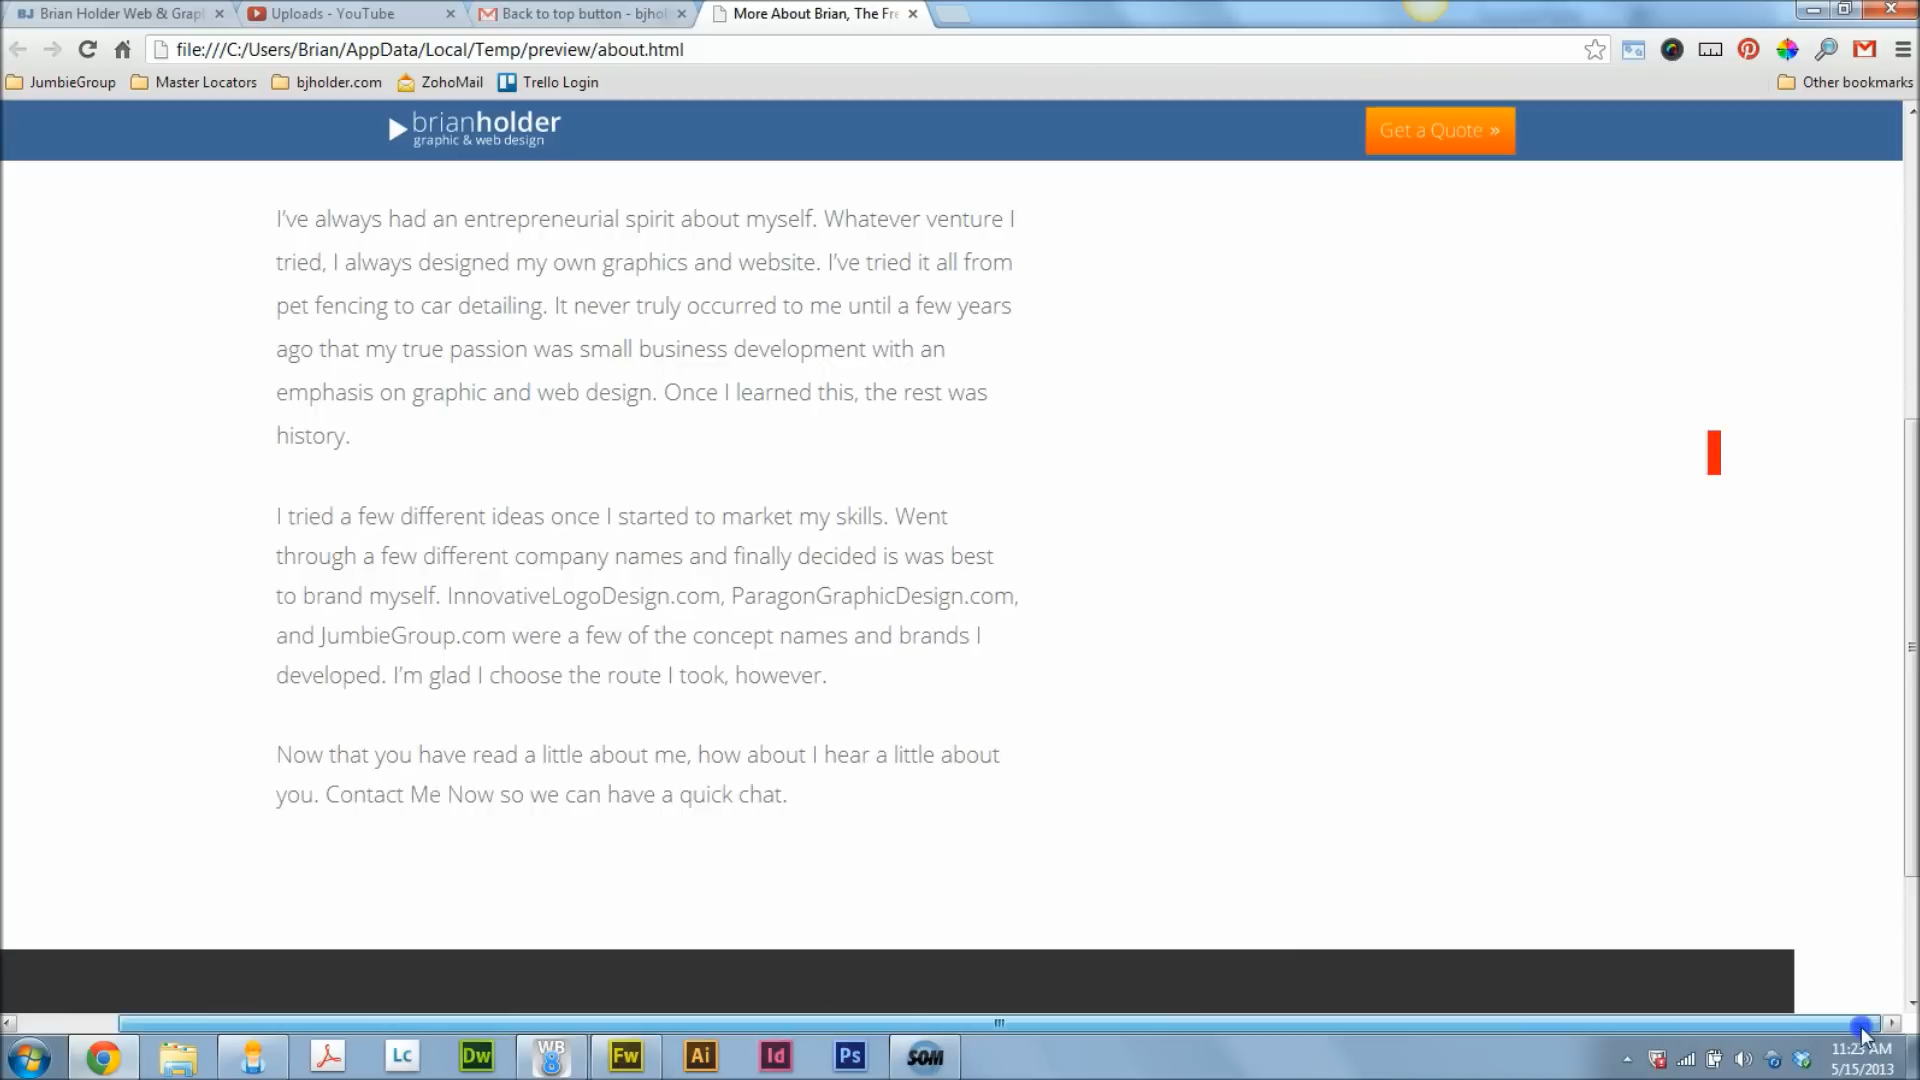 BJ Brian Holder Web & Grap
Uploads - YouTube
Back to top button - bjhol
More About Brian, The Fre
file:///C:/Users/Brian/AppData/Local/Temp/preview/about.html
JumbieGroup
Master Locators
bjholder.com
ZohoMail
Trello Login
Other bookmarks
brianholder
graphic & web design
Get a Quote »
I've always had an entrepreneurial spirit about myself. Whatever venture I
tried, I always designed my own graphics and website. I've tried it all from
pet fencing to car detailing. It never truly occurred to me until a few years
ago that my true passion was small business development with an
emphasis on graphic and web design. Once I learned this, the rest was
history.
I tried a few different ideas once I started to market my skills. Went
through a few different company names and finally decided is was best
to brand myself. InnovativeLogoDesign.com, ParagonGraphicDesign.com,
and JumbieGroup.com were a few of the concept names and brands I
developed. I'm glad I choose the route I took, however.
Now that you have read a little about me, how about I hear a little about
you. Contact Me Now so we can have a quick chat.
Lc
Dw
WB
8
Fw
Ai
Id
Ps
SOM
11:23 AM
5/15/2013